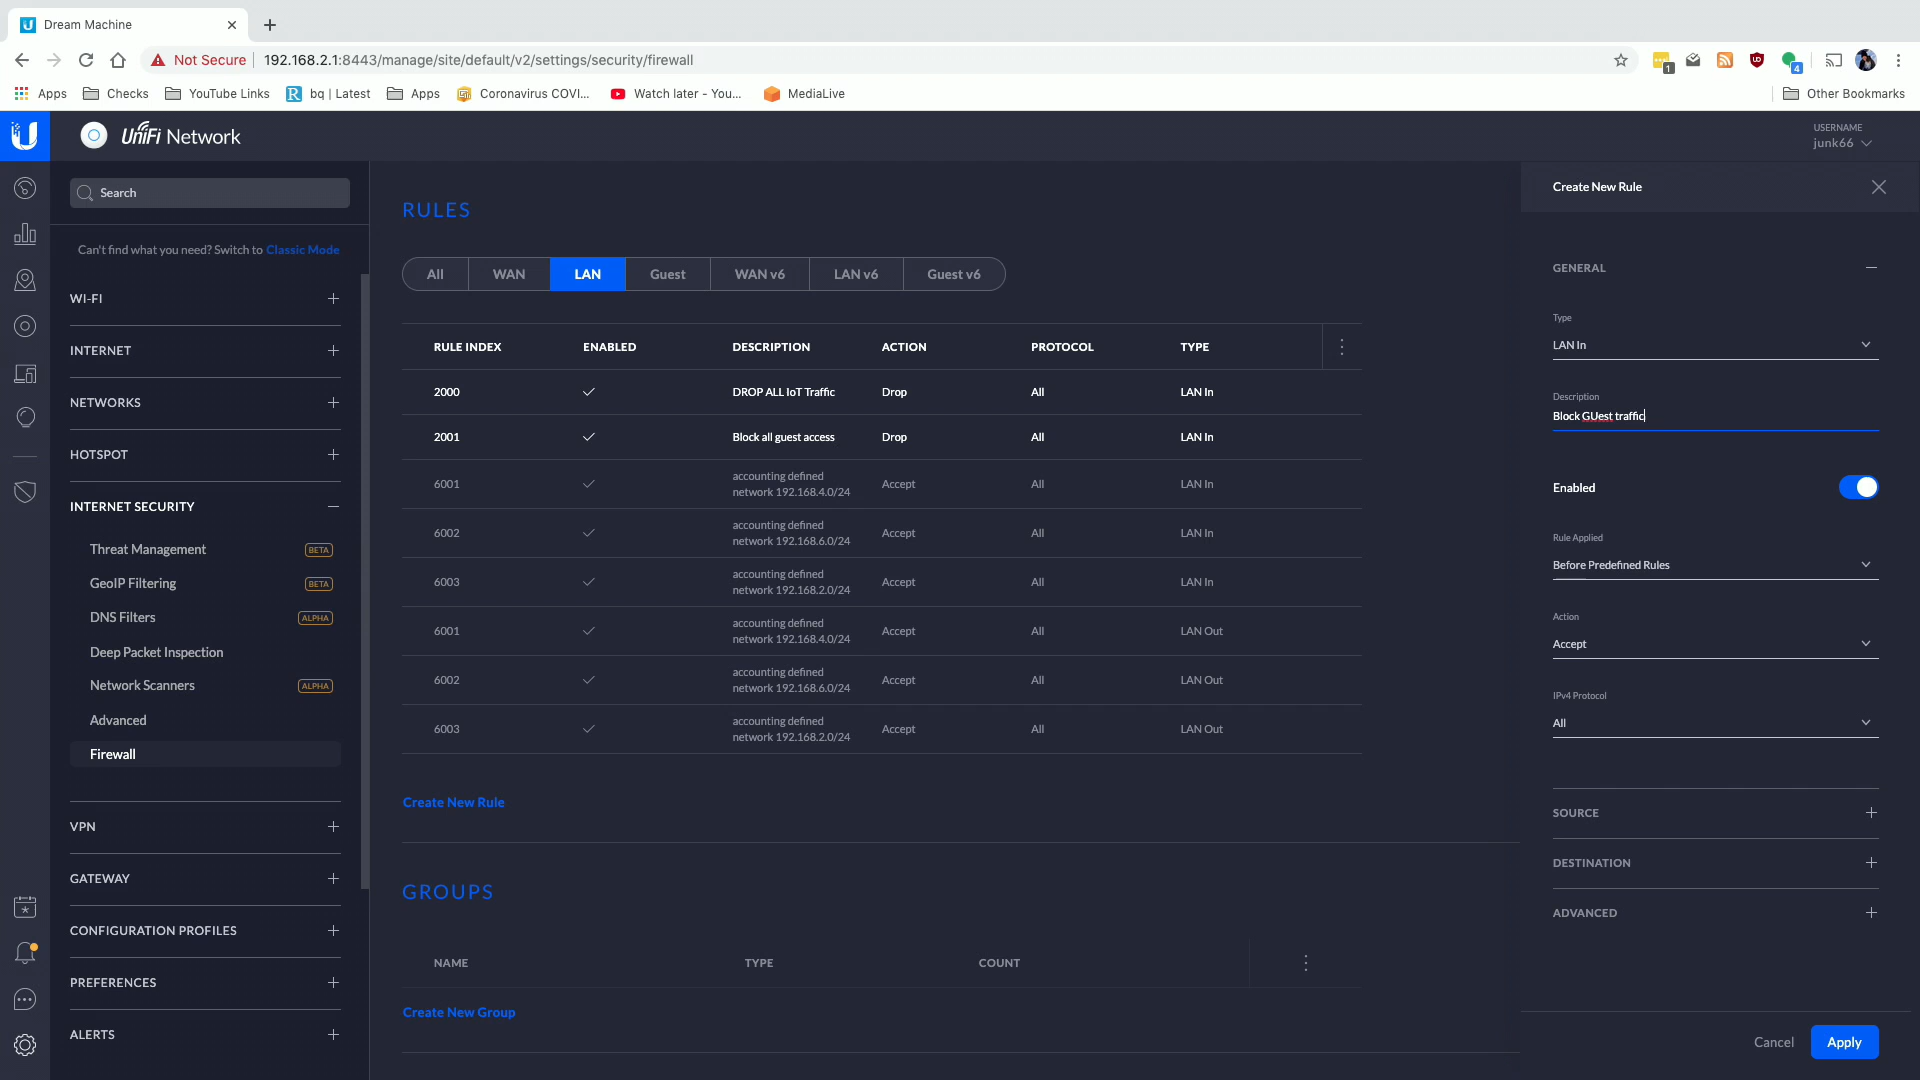 Dream Machine
Not Secure
192.168.2.1:8443/manage/site/default/v2/settings/security/firewall
1
4
Apps
Checks
YouTube Links
bq | Latest
Apps
Coronavirus COVI...
Watch later - You...
MediaLive
Other Bookmarks
UniFi Network
USERNAME
junk66
Search
Can't find what you need? Switch to Classic Mode
WI-FI
INTERNET
NETWORKS
HOTSPOT
INTERNET SECURITY
Threat Management
BETA
GeoIP Filtering
BETA
DNS Filters
ALPHA
Deep Packet Inspection
Network Scanners
ALPHA
Advanced
Firewall
VPN
GATEWAY
CONFIGURATION PROFILES
PREFERENCES
ALERTS
RULES
All
WAN
LAN
Guest
WAN v6
LAN v6
Guest v6
RULE INDEX ENABLED DESCRIPTION ACTION PROTOCOL TYPE
2000 DROP ALL IoT Traffic Drop All LAN In
2001 Block all guest access Drop All LAN In
6001 accounting defined
network 192.168.4.0/24 Accept All LAN In
6002 accounting defined
network 192.168.6.0/24 Accept All LAN In
6003 accounting defined
network 192.168.2.0/24 Accept All LAN In
6001 accounting defined
network 192.168.4.0/24 Accept All LAN Out
6002 accounting defined
network 192.168.6.0/24 Accept All LAN Out
6003 accounting defined
network 192.168.2.0/24 Accept All LAN Out
Create New Rule
GROUPS
NAME TYPE COUNT
Create New Group
Create New Rule
GENERAL
Type
LAN In
Description
Block GUest traffic
Enabled
Rule Applied
Before Predefined Rules
Action
Accept
IPv4 Protocol
All
SOURCE
DESTINATION
ADVANCED
Cancel
Apply